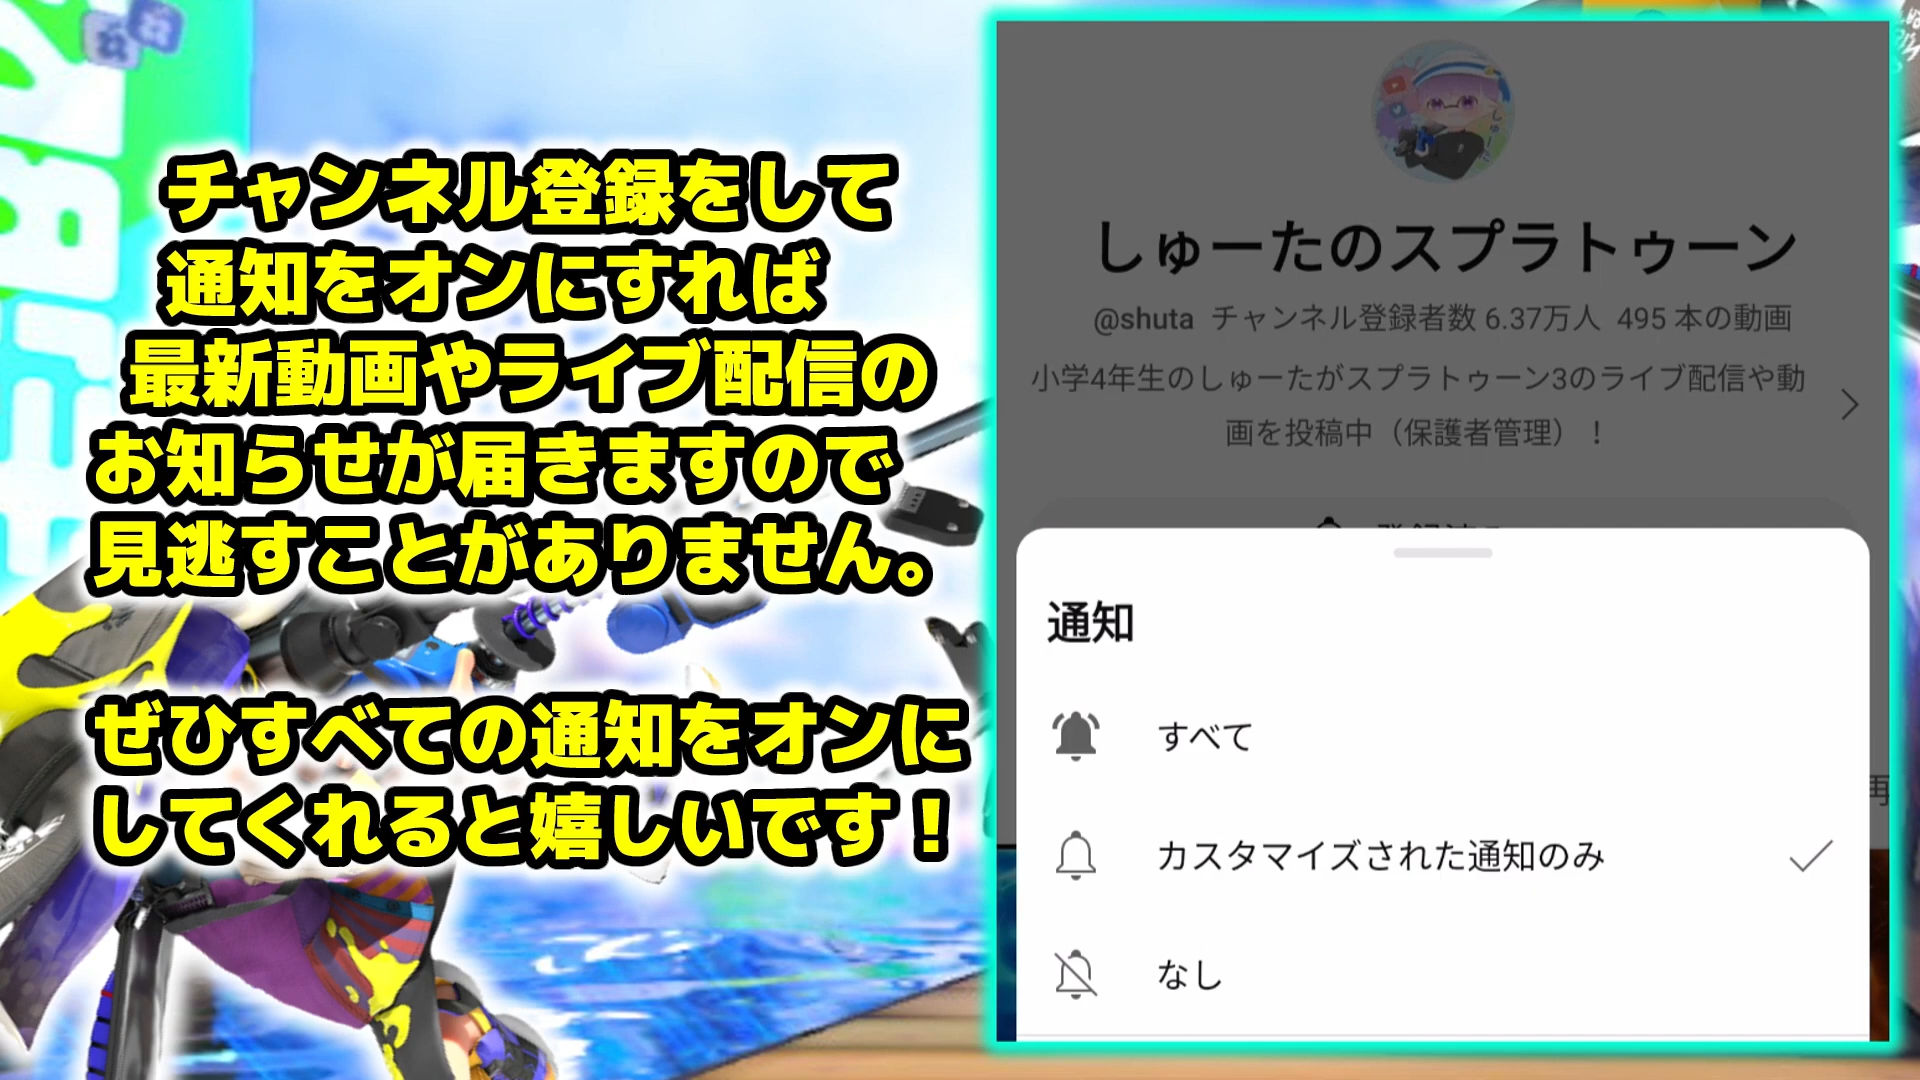 チャンネル登録をして
通知をオンにすれば
最新動画やライブ配信の
お知らせが届きますので
見逃すことがありません。
ぜひすべての通知をオンに
してくれると嬉しいです！
しゅーたのスプラトゥーン
@shuta チャンネル登録者数 6.37万人 495 本の動画
小学4年生のしゅーたがスプラトゥーン3のライブ配信や動
画を投稿中（保護者管理）！
通知
すべて
カスタマイズされた通知のみ
なし
再